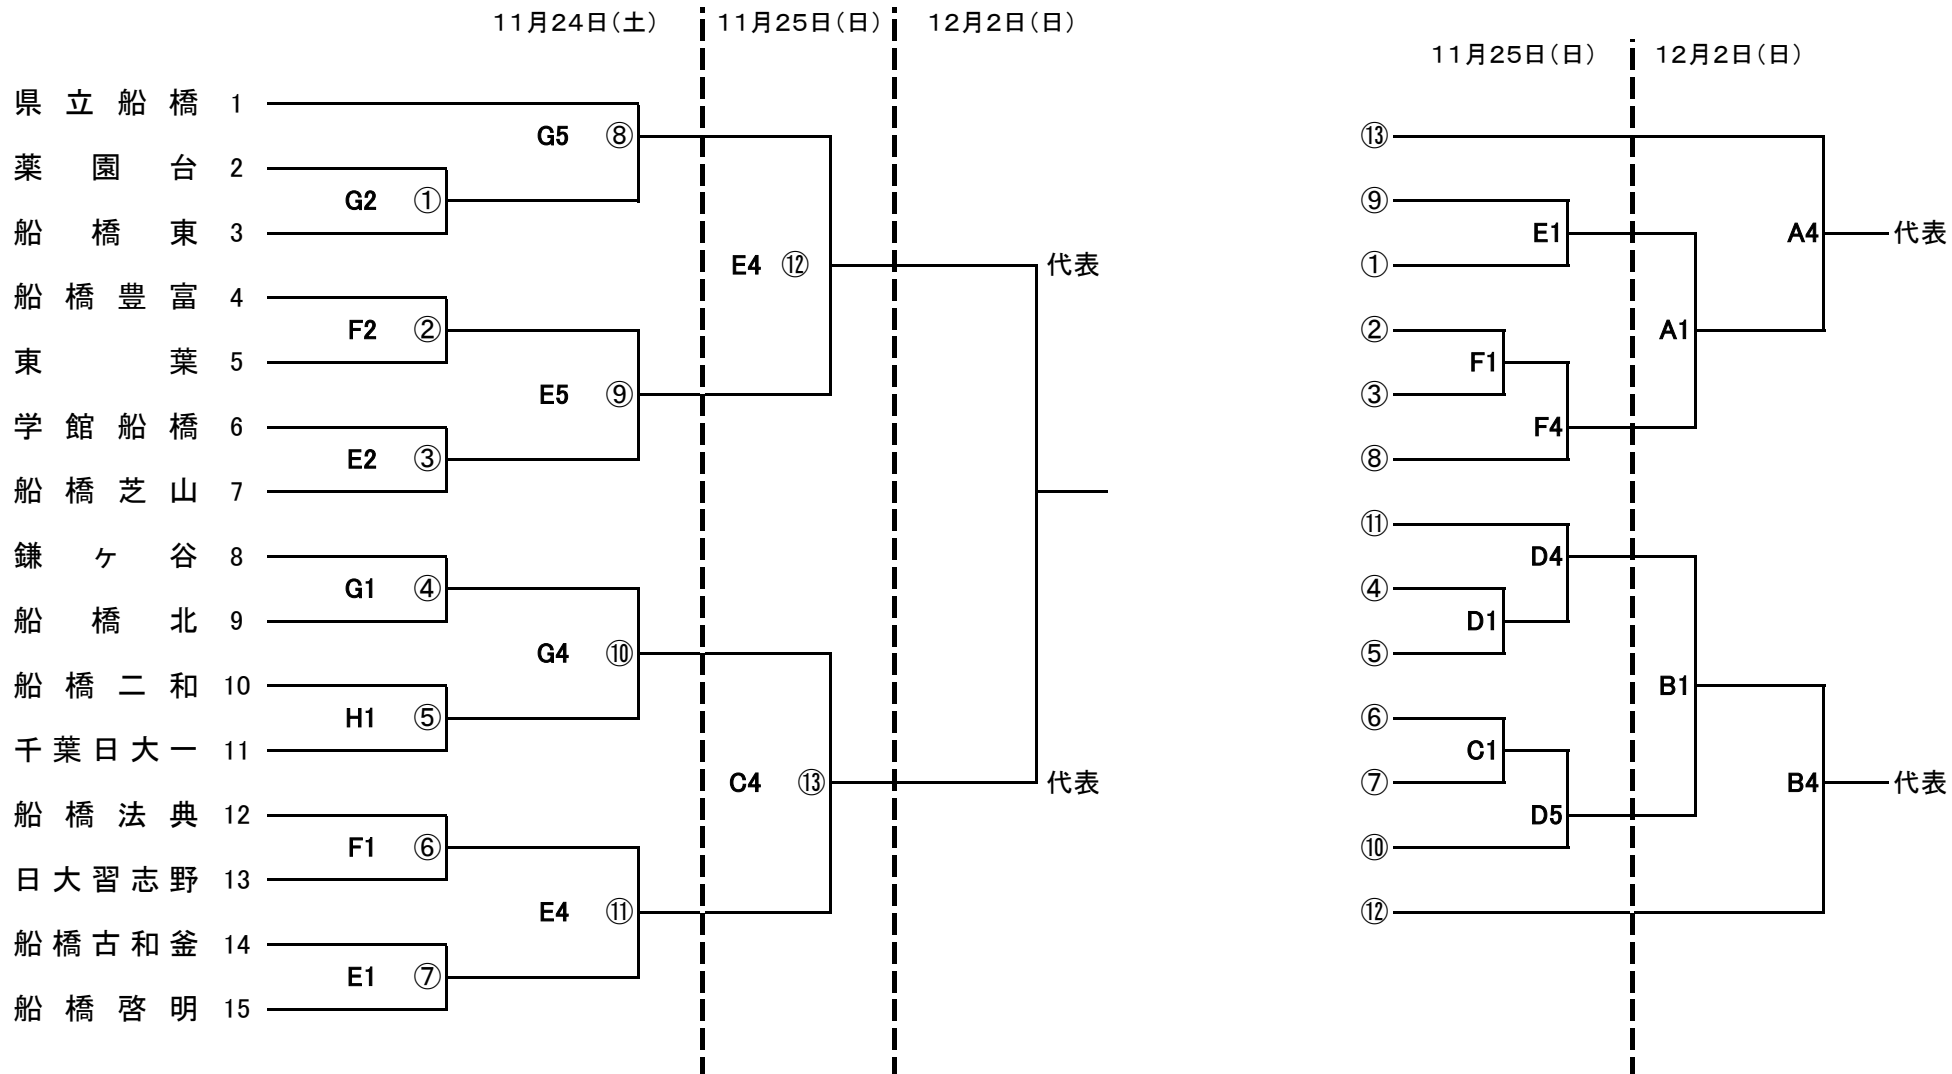 11月24日(土) 11月25日(日) 12月2日(日)
11月25日(日) 12月2日(日)
県立船橋 1
G5 ⑧
⑬
薬園台 2
G2 ①
⑨
船橋東 3
E1
A4 代表
船橋豊富 4
E4 ⑫ 代表
①
F2 ②
②
A1
東葉 5
F1
E5 ⑨
③
学館船橋 6
F4
E2 ③
⑧
船橋芝山 7
⑪
鎌ヶ谷 8
D4
G1 ④
④
船橋北 9
D1
G4 ⑩
⑤
船橋二和 10
B1
H1 ⑤
⑥
千葉日大一 11
C1
C4 ⑬ 代表
⑦
B4 代表
船橋法典 12
D5
F1 ⑥
⑩
日大習志野 13
E4 ⑪
⑫
船橋古和釜 14
E1 ⑦
船橋啓明 15